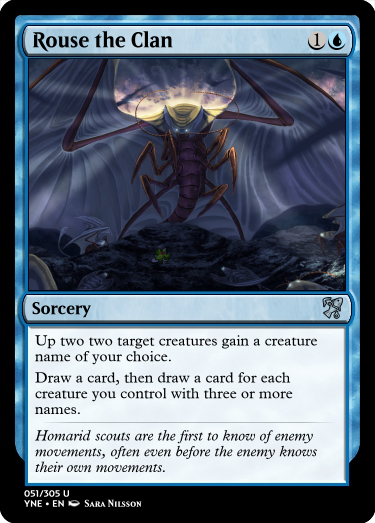 Rouse the Clan
1
Sorcery
Up two two target creatures gain a creature
name of your choice.
Draw a card, then draw a card for each
creature you control with three or more
names.
Homarid scouts are the first to know of enemy
movements, often even before the enemy knows
their own movements.
051/305 U
YNE • EN Sara Nilsson